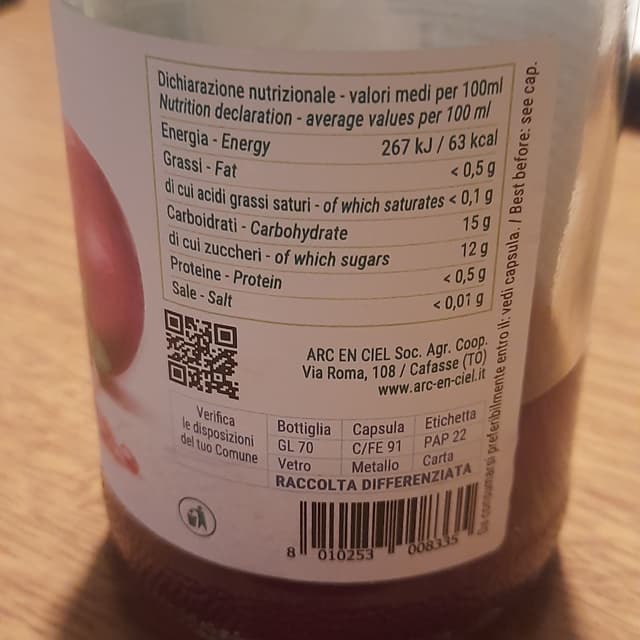 Dichiarazione nutrizionale - valori medi per 100ml
Nutrition declaration - average values per 100 ml
Energia - Energy 267 kJ / 63 kcal
Grassi - Fat < 0,5 g
di cui acidi grassi saturi - of which saturates < 0,1 g
Carboidrati - Carbohydrate 15 g
di cui zuccheri - of which sugars 12 g
Proteine - Protein < 0,5 g
Sale - Salt < 0,01 g
ARC EN CIEL Soc. Agr. Coop.
Via Roma, 108 / Cafasse (TO)
www.arc-en-ciel.it
Verifica
le disposizioni
del tuo Comune
Bottiglia Capsula Etichetta
GL 70 C/FE 91 PAP 22
Vetro Metallo Carta
RACCOLTA DIFFERENZIATA
8 010253 008335
Da consumarsi preferibilmente entro il: vedi capsula. / Best before: see cap.